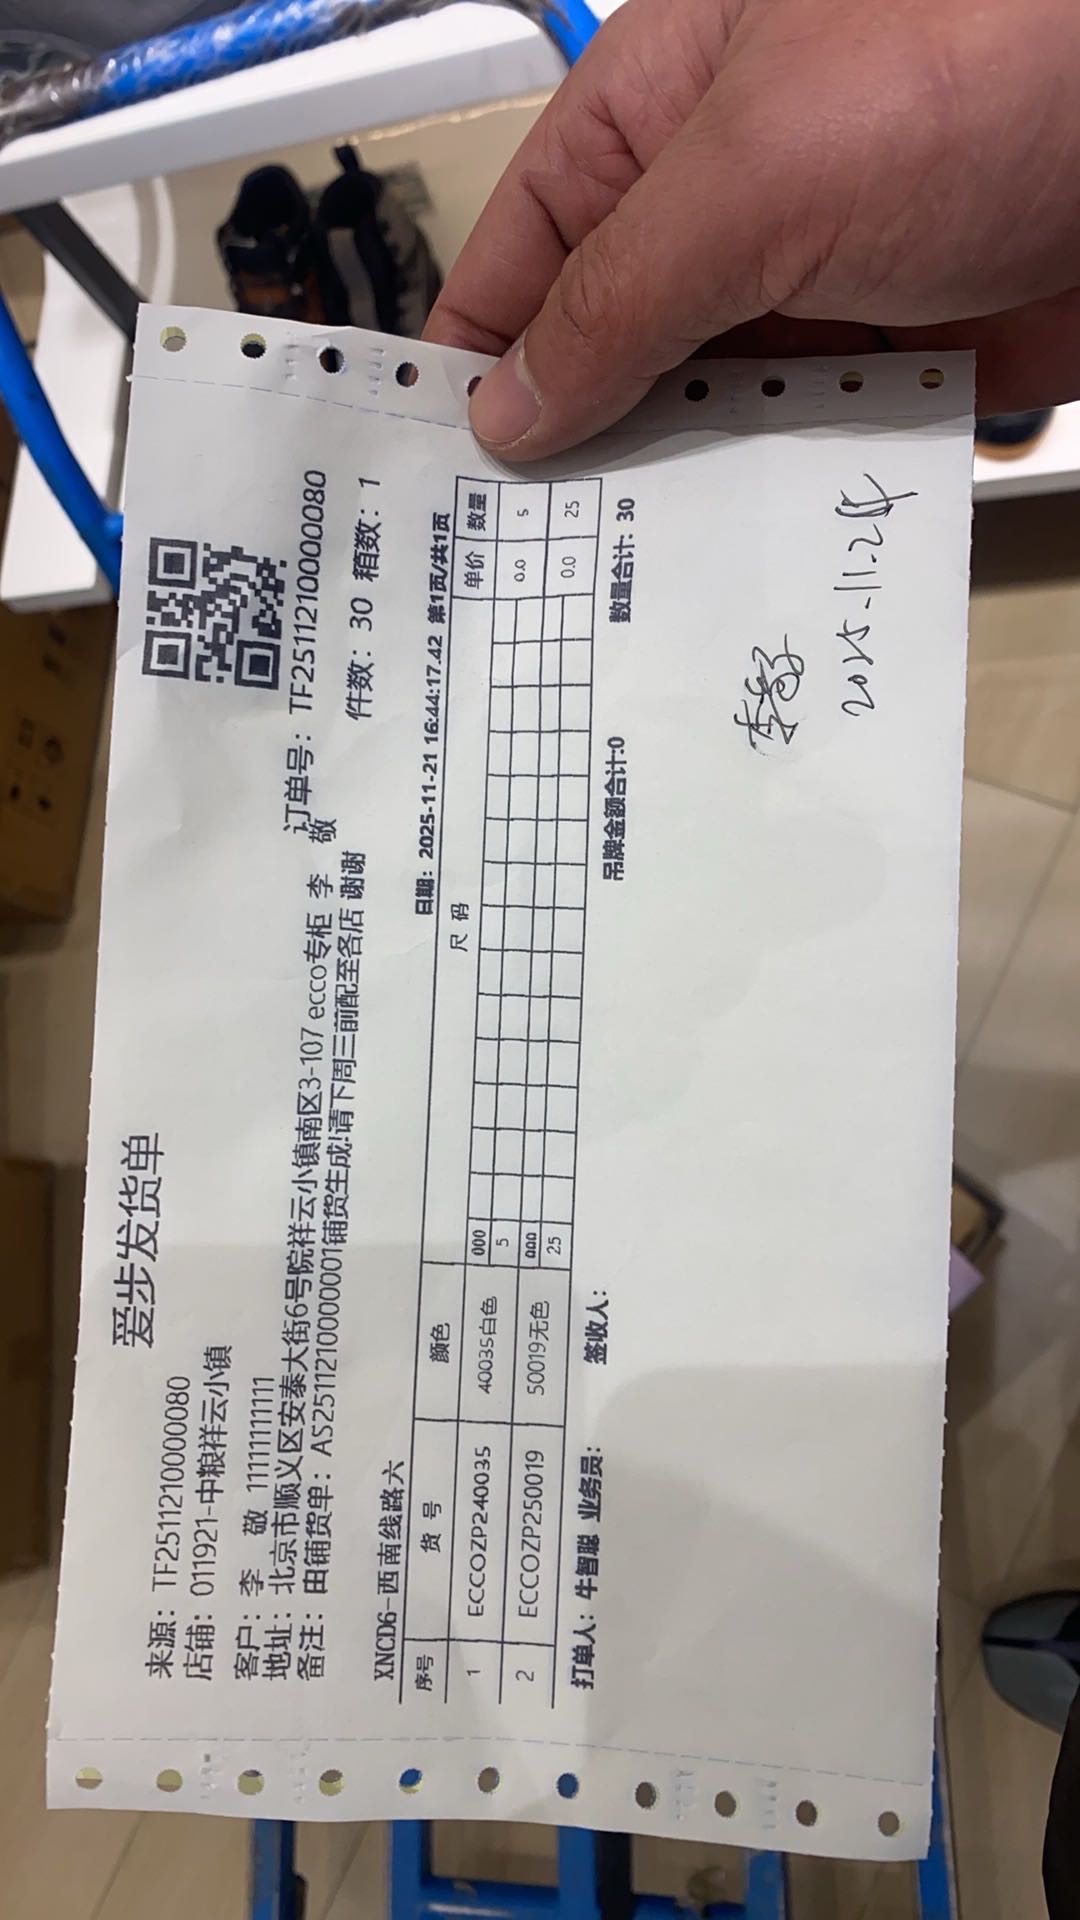 爱步发货单
来源：TF251121000080
店铺：011921-中粮祥云小镇
客户：李 敬 11111111111
订单号：TF251121000080
地址：北京市顺义区安泰大街6号院祥云小镇南区3-107 ecco专柜 李 敬
件数：30 箱数：1
备注：由铺货单：AS251121000001铺货生成!请下周三前配至各店 谢谢
XNCD6-西南线路六 日期：2025-11-21 16:44:17.42 第1页/共1页
序号 货 号 颜色 尺 码 单价 数量
000
1 ECCOZP240035 40035白色 5 0.0 5
000
2 ECCOZP250019 50019无色 25 0.0 25
打单人：牛智聪 业务员： 签收人： 吊牌金额合计:0 数量合计: 30
2025-11-28